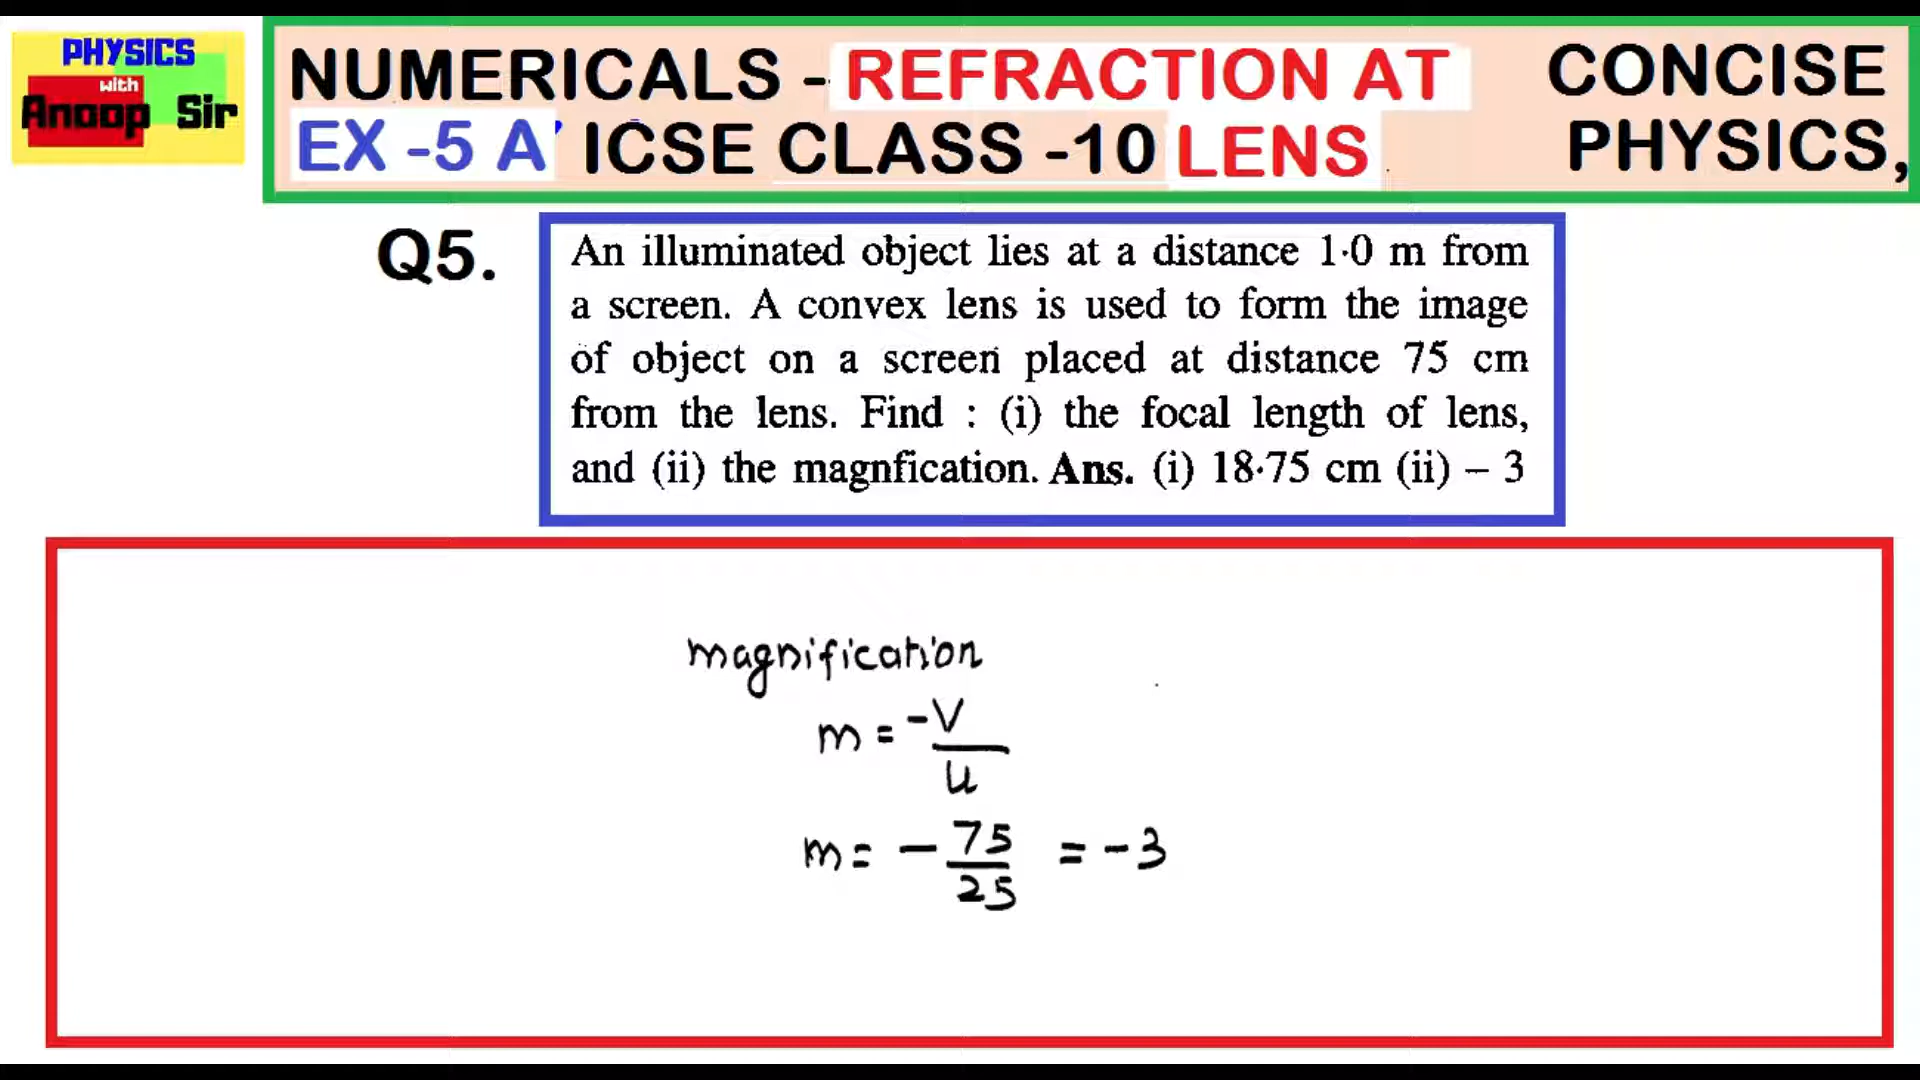 PHYSICS
with
Anoop Sir
NUMERICALS - REFRACTION AT CONCISE
EX -5 A ICSE CLASS -10 LENS PHYSICS,
Q5.
An illuminated object lies at a distance 1·0 m from
a screen. A convex lens is used to form the image
of object on a screen placed at distance 75 cm
from the lens. Find : (i) the focal length of lens,
and (ii) the magnfication. Ans. (i) 18·75 cm (ii) – 3
magnification
m = -V
u
m = - 75 = -3
25